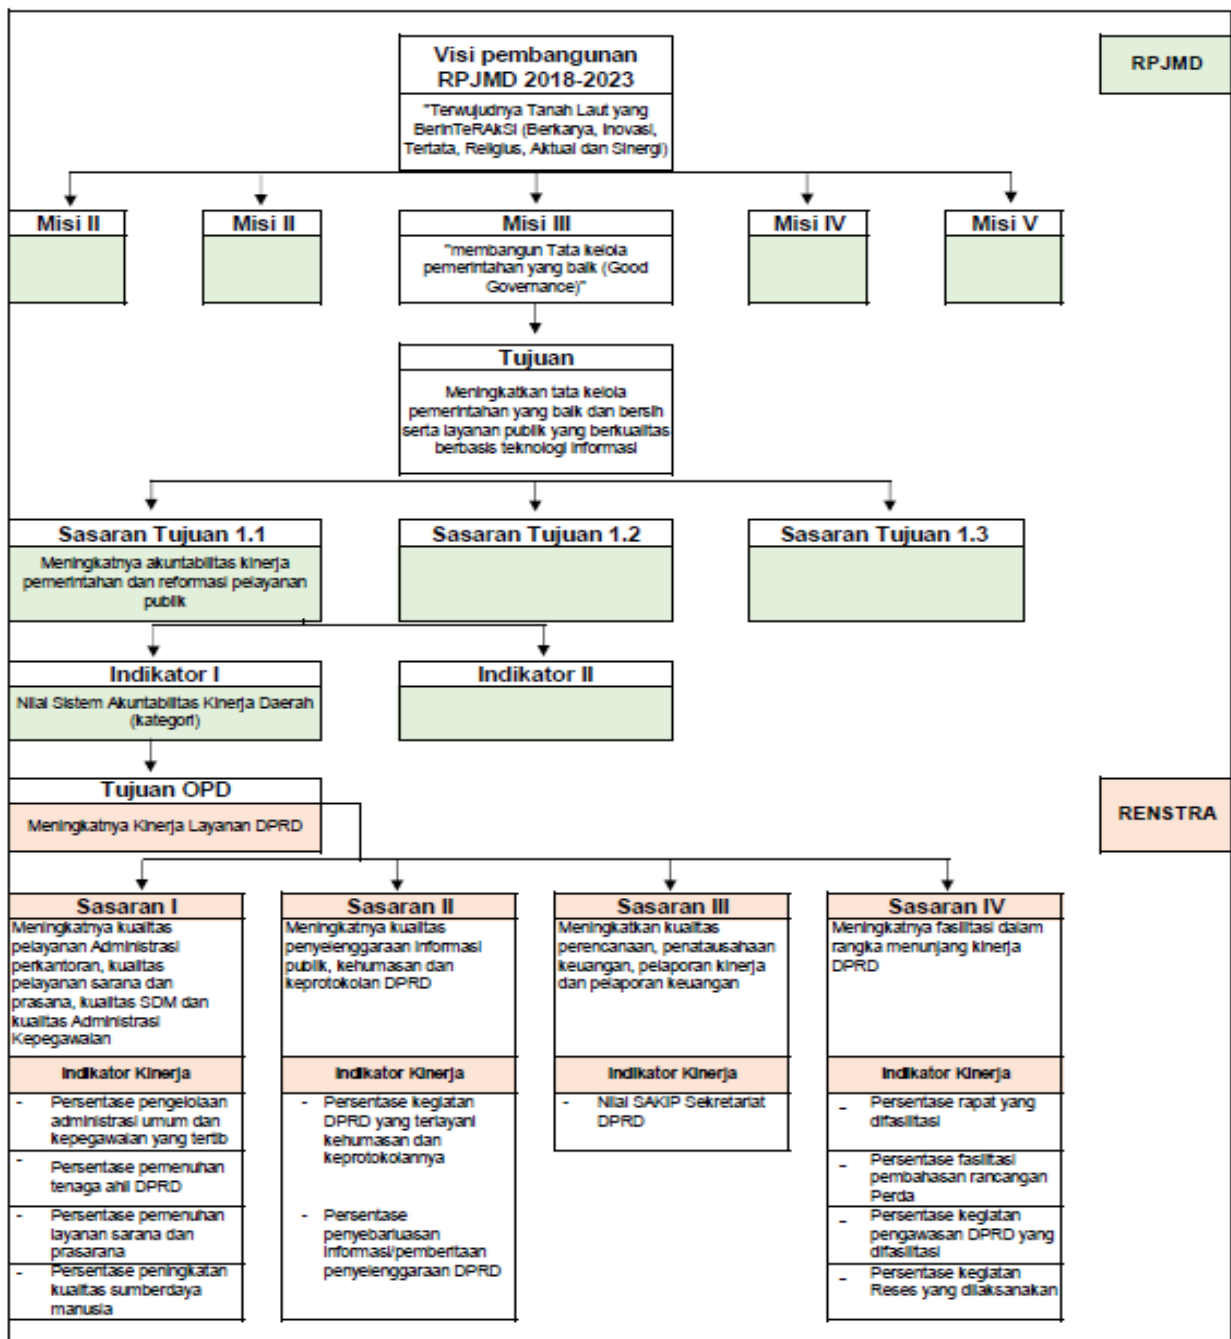 Visi pembangunan
RPJMD 2018-2023
"Terwujudnya Tanah Laut yang
BerInTeRAkSI (Berkarya, Inovasi,
Tertata, Religius, Aktual dan Sinergi)
RPJMD
Misi II
Misi II
Misi III
"membangun Tata kelola
pemerintahan yang baik (Good
Governance)"
Misi IV
Misi V
Tujuan
Meningkatkan tata kelola
pemerintahan yang baik dan bersih
serta layanan publik yang berkualitas
berbasis teknologi informasi
Sasaran Tujuan 1.1
Meningkatnya akuntabilitas kinerja
pemerintahan dan reformasi pelayanan
publik
Sasaran Tujuan 1.2
Sasaran Tujuan 1.3
Indikator I
Nilai Sistem Akuntabilitas Kinerja Daerah
(kategori)
Indikator II
Tujuan OPD
Meningkatnya Kinerja Layanan DPRD
RENSTRA
Sasaran I
Meningkatnya kualitas
pelayanan Administrasi
perkantoran, kualitas
pelayanan sarana dan
prasana, kualitas SDM dan
kualitas Administrasi
Kepegawaian
Indikator Kinerja
- Persentase pengelolaan
administrasi umum dan
kepegawaian yang tertib
- Persentase pemenuhan
tenaga ahli DPRD
- Persentase pemenuhan
layanan sarana dan
prasarana
- Persentase peningkatan
kualitas sumberdaya
manusia
Sasaran II
Meningkatnya kualitas
penyelenggaraan informasi
publik, kehumasan dan
keprotokolan DPRD
Indikator Kinerja
- Persentase kegiatan
DPRD yang terlayani
kehumasan dan
keprotokolannya
- Persentase
penyebarluasan
informasi/pemberitaan
penyelenggaraan DPRD
Sasaran III
Meningkatkan kualitas
perencanaan, penatausahaan
keuangan, pelaporan kinerja
dan pelaporan keuangan
Indikator Kinerja
- Nilai SAKIP Sekretariat
DPRD
Sasaran IV
Meningkatnya fasilitasi dalam
rangka menunjang kinerja
DPRD
Indikator Kinerja
- Persentase rapat yang
difasilitasi
- Persentase fasilitasi
pembahasan rancangan
Perda
- Persentase kegiatan
pengawasan DPRD yang
difasilitasi
- Persentase kegiatan
Reses yang dilaksanakan